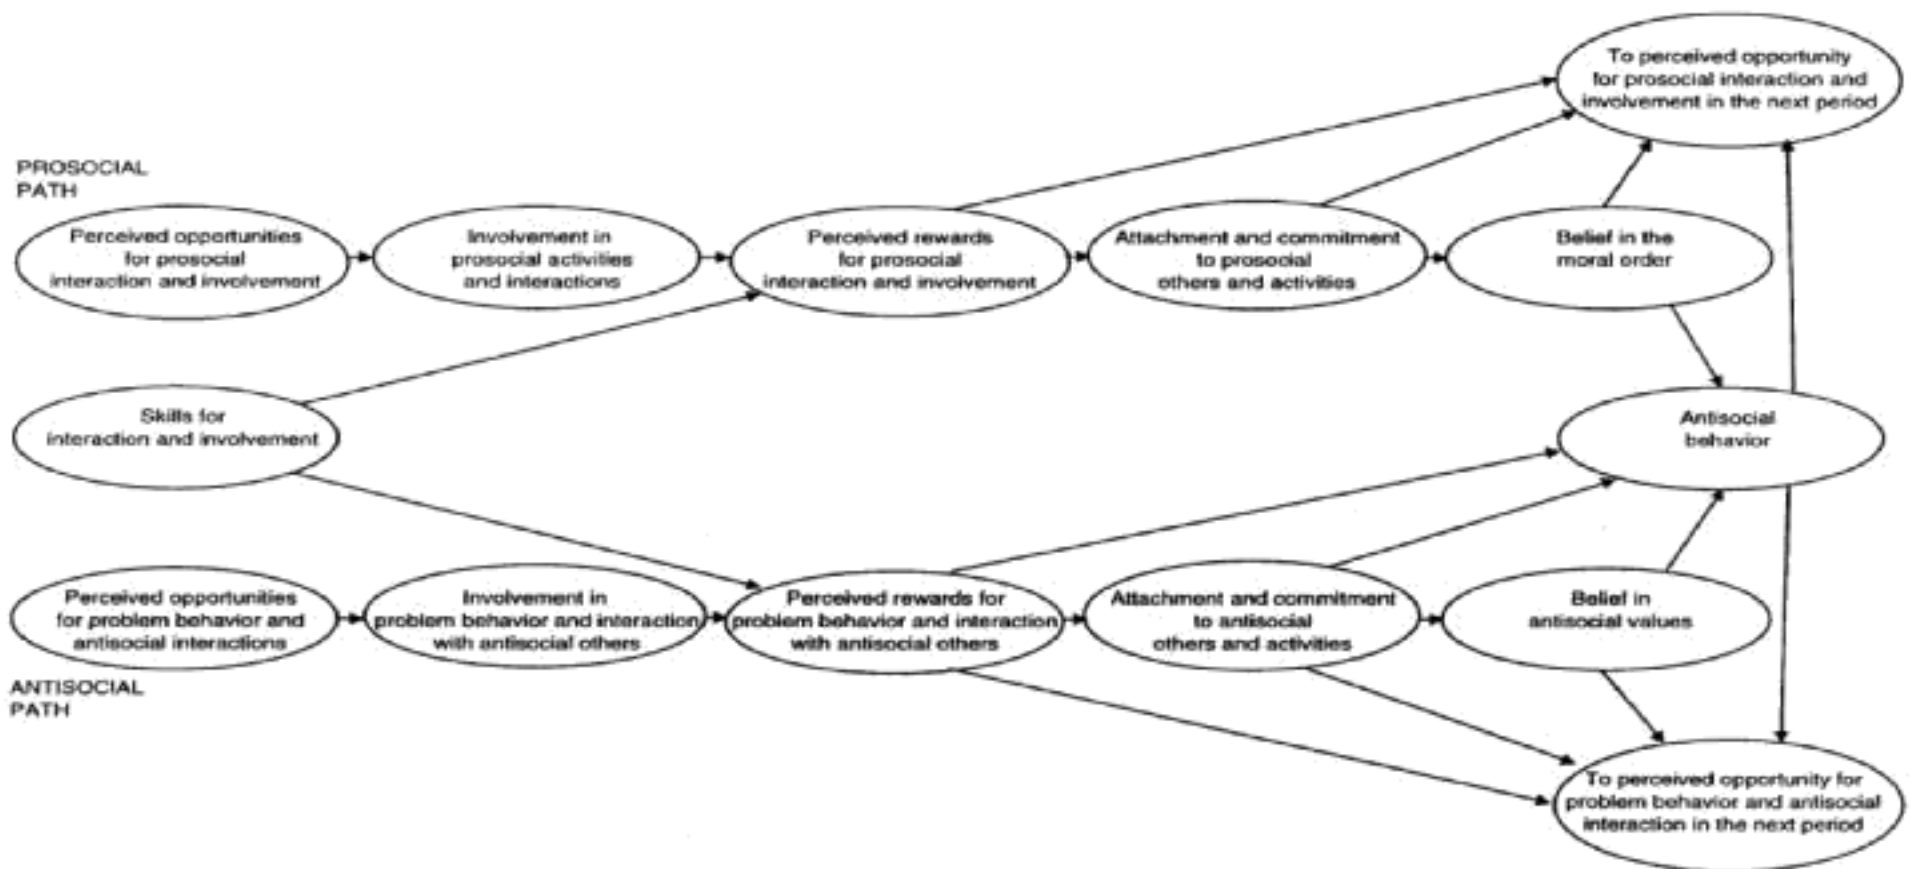 To perceived opportunity
for prosocial interaction and
involvement in the next period
PROSOCIAL
PATH
Perceived opportunities
for prosocial
interaction and involvement
Involvement in
prosocial activities
and interactions
Perceived rewards
for prosocial
interaction and involvement
Attachment and commitment
to prosocial
others and activities
Belief in the
moral order
Skills for
interaction and involvement
Antisocial
behavior
Perceived opportunities
for problem behavior and
antisocial interactions
Involvement in
problem behavior and interaction
with antisocial others
Perceived rewards for
problem behavior and interaction
with antisocial others
Attachment and commitment
to antisocial
others and activities
Belief in
antisocial values
ANTISOCIAL
PATH
To perceived opportunity for
problem behavior and antisocial
interaction in the next period